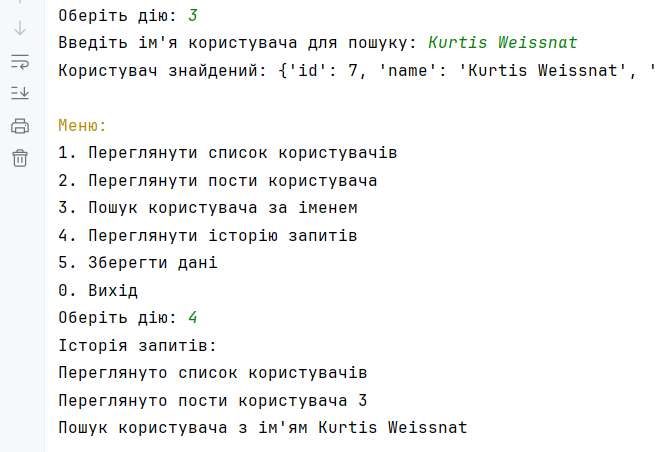 Оберіть дію: 3
Введіть ім'я користувача для пошуку: Kurtis Weissnat
Користувач знайдений: {'id': 7, 'name': 'Kurtis Weissnat', '
Меню:
1. Переглянути список користувачів
2. Переглянути пости користувача
3. Пошук користувача за іменем
4. Переглянути історію запитів
5. Зберегти дані
0. Вихід
Оберіть дію: 4
Історія запитів:
Переглянуто список користувачів
Переглянуто пости користувача 3
Пошук користувача з ім'ям Kurtis Weissnat